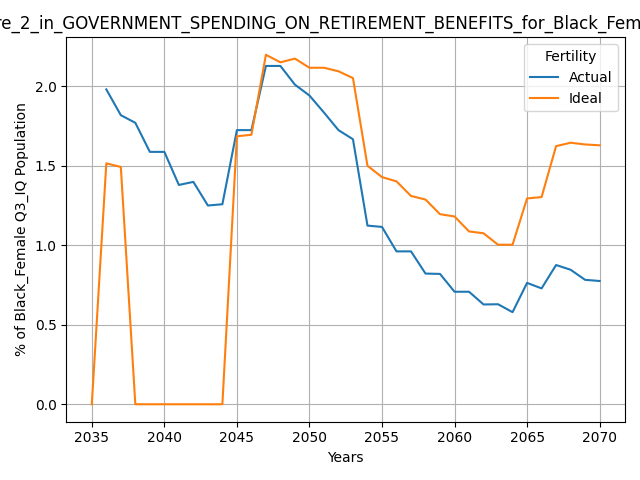 re_2_in_GOVERNMENT_SPENDING_ON_RETIREMENT_BENEFITS_for_Black_Fem
Fertility
Actual
Ideal
% of Black_Female Q3_IQ Population
2.0
1.5
1.0
0.5
0.0
2035 2040 2045 2050 2055 2060 2065 2070
Years